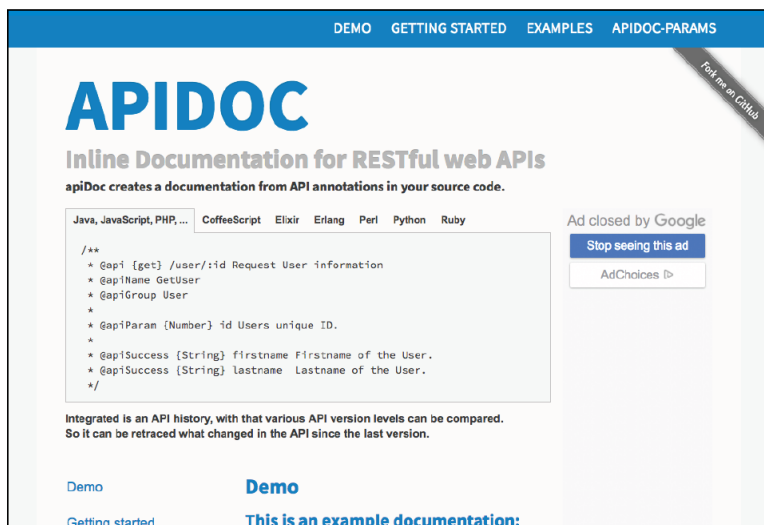 DEMO GETTING STARTED EXAMPLES APIDOC-PARAMS
Fork me on GitHub
APIDOC
Inline Documentation for RESTful web APIs
apiDoc creates a documentation from API annotations in your source code.
Java, JavaScript, PHP, ... CoffeeScript Elixir Erlang Perl Python Ruby
/**
* @api {get} /user/:id Request User information
* @apiName GetUser
* @apiGroup User
*
* @apiParam {Number} id Users unique ID.
*
* @apiSuccess {String} firstname Firstname of the User.
* @apiSuccess {String} lastname  Lastname of the User.
*/
Ad closed by Google
Stop seeing this ad
AdChoices
Integrated is an API history, with that various API version levels can be compared.
So it can be retraced what changed in the API since the last version.
Demo
Getting started
Demo
This is an example documentation: